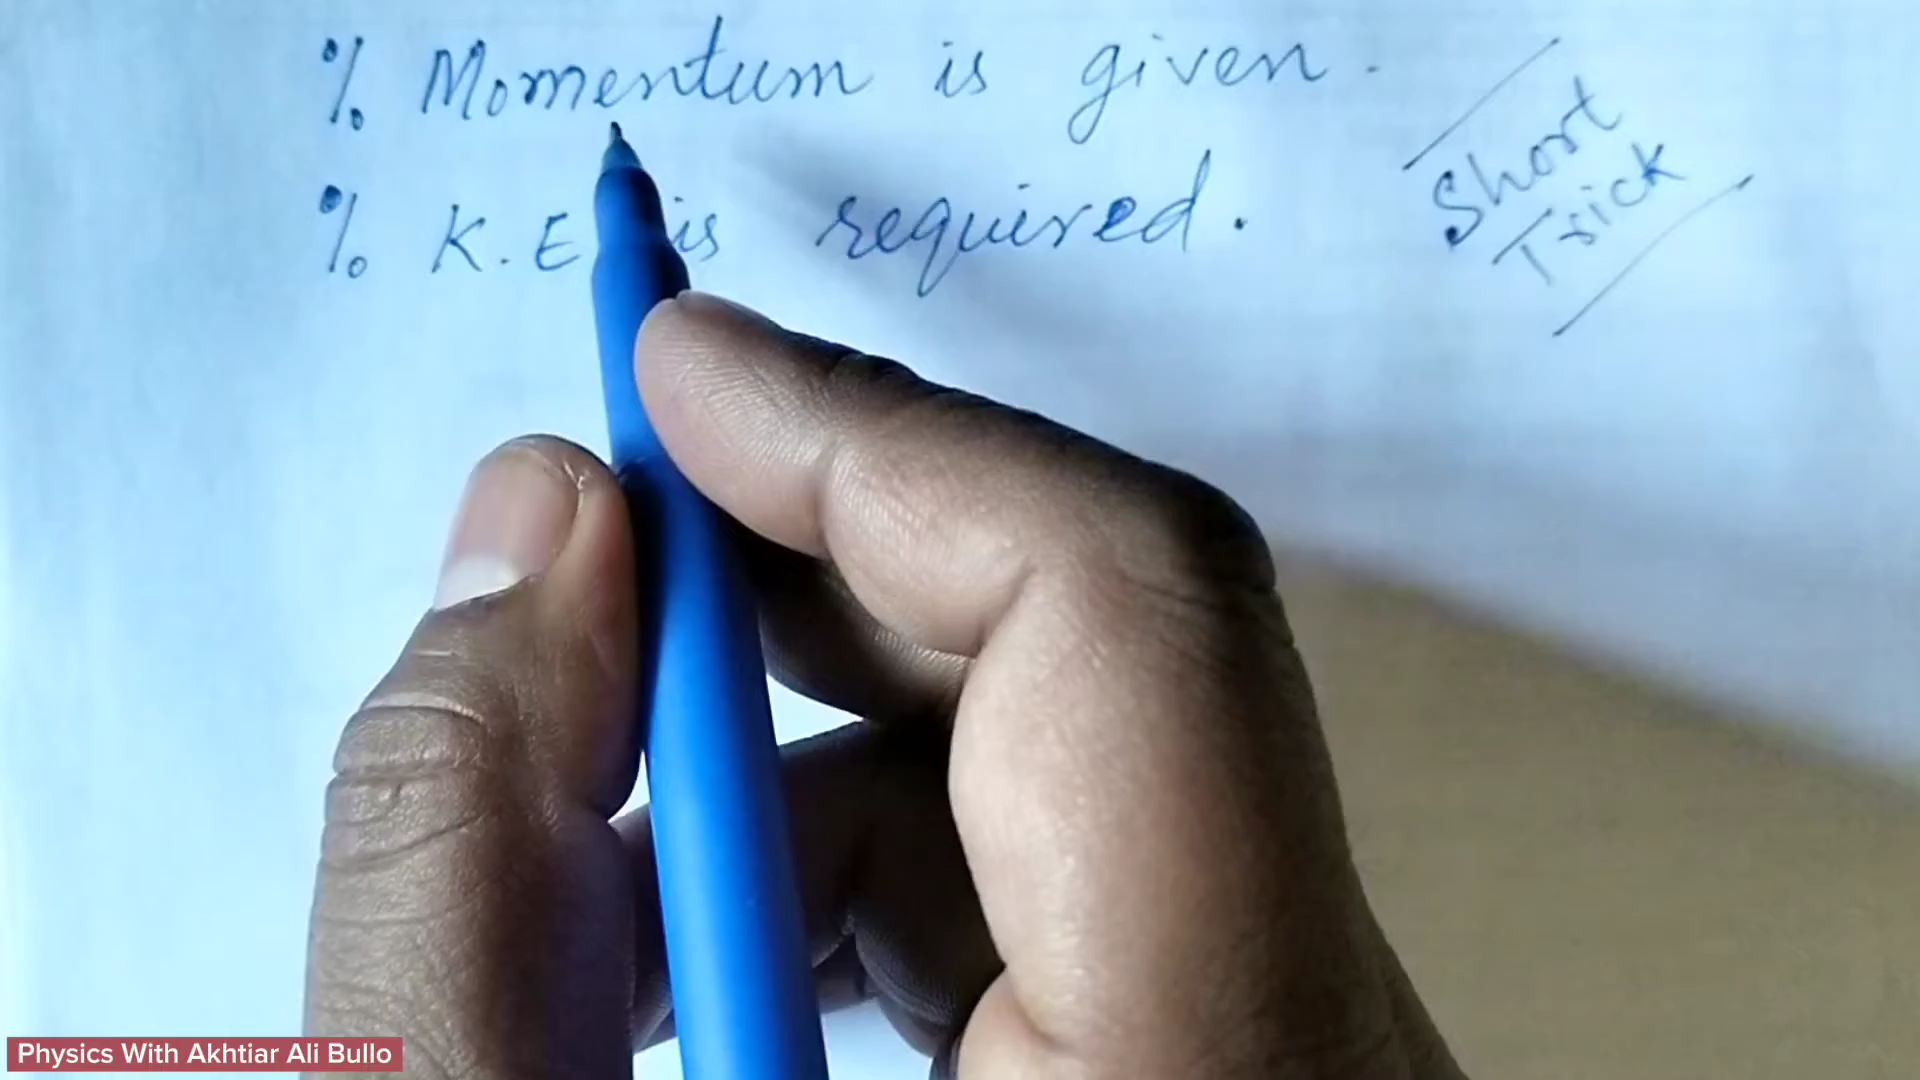 % Momentum is given.
% K.E is required.
Short
Trick
Physics With Akhtiar Ali Bullo